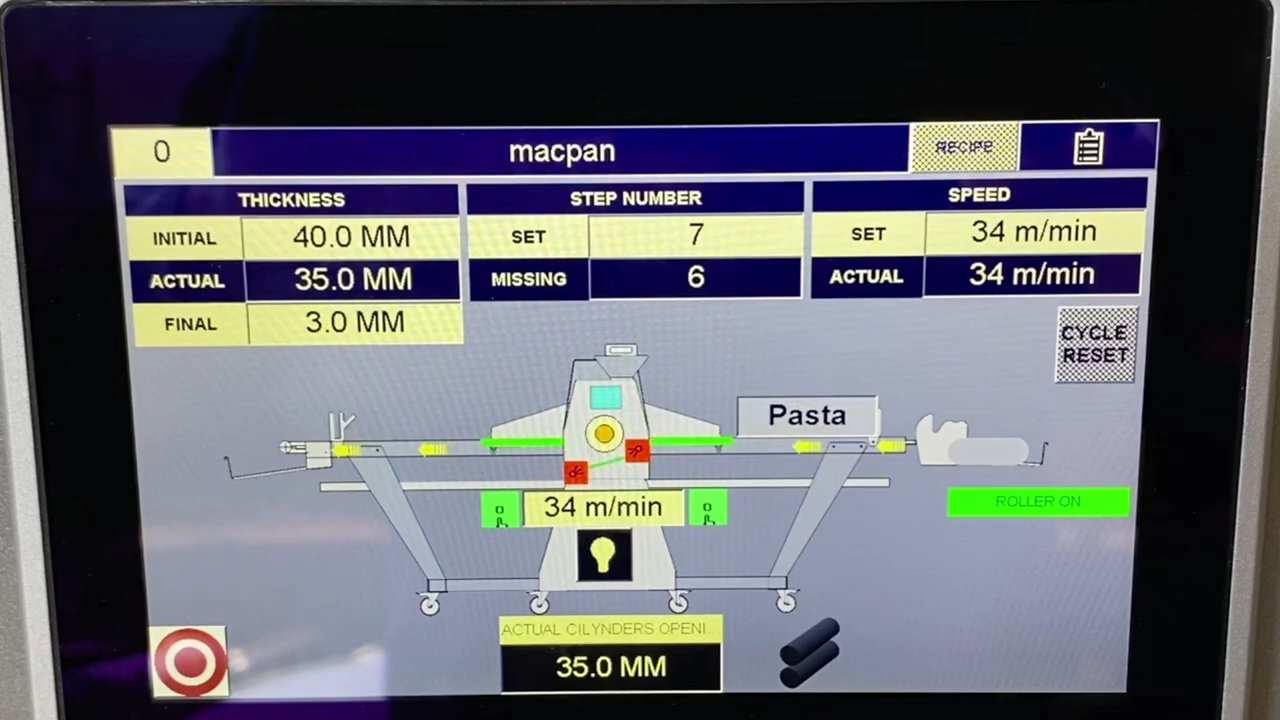 0
macpan
RECIPE
THICKNESS
INITIAL 40.0 MM
ACTUAL 35.0 MM
FINAL 3.0 MM
STEP NUMBER
SET 7
MISSING 6
SPEED
SET 34 m/min
ACTUAL 34 m/min
CYCLE
RESET
Pasta
34 m/min
ROLLER ON
ACTUAL CILYNDERS OPENI...
35.0 MM